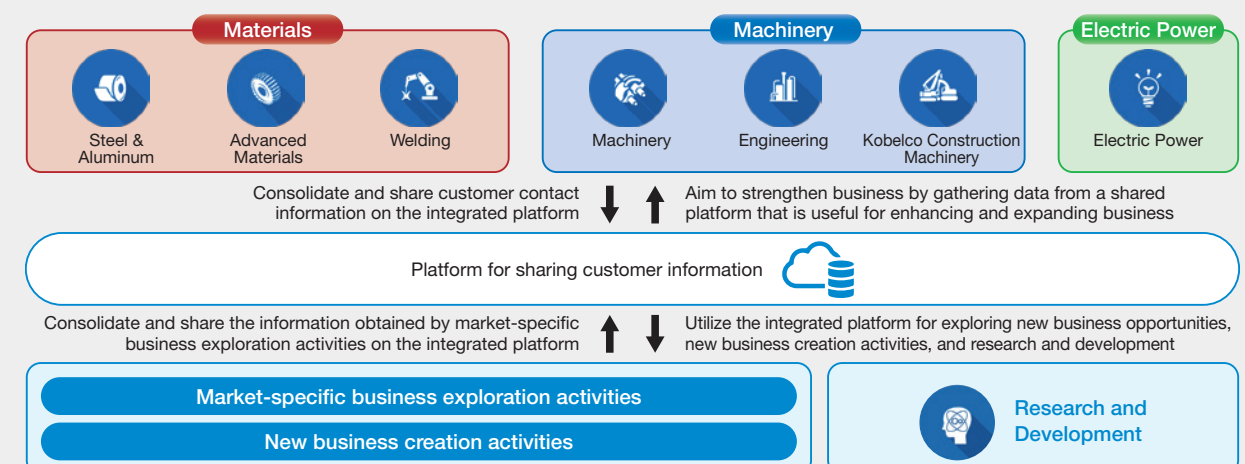 Materials
Machinery
Electric Power
Steel &
Aluminum
Advanced
Materials
Welding
Machinery
Engineering
Kobelco Construction
Machinery
Electric Power
Consolidate and share customer contact
information on the integrated platform
Aim to strengthen business by gathering data from a shared
platform that is useful for enhancing and expanding business
Platform for sharing customer information
Consolidate and share the information obtained by market-specific
business exploration activities on the integrated platform
Utilize the integrated platform for exploring new business opportunities,
new business creation activities, and research and development
Market-specific business exploration activities
New business creation activities
Research and
Development